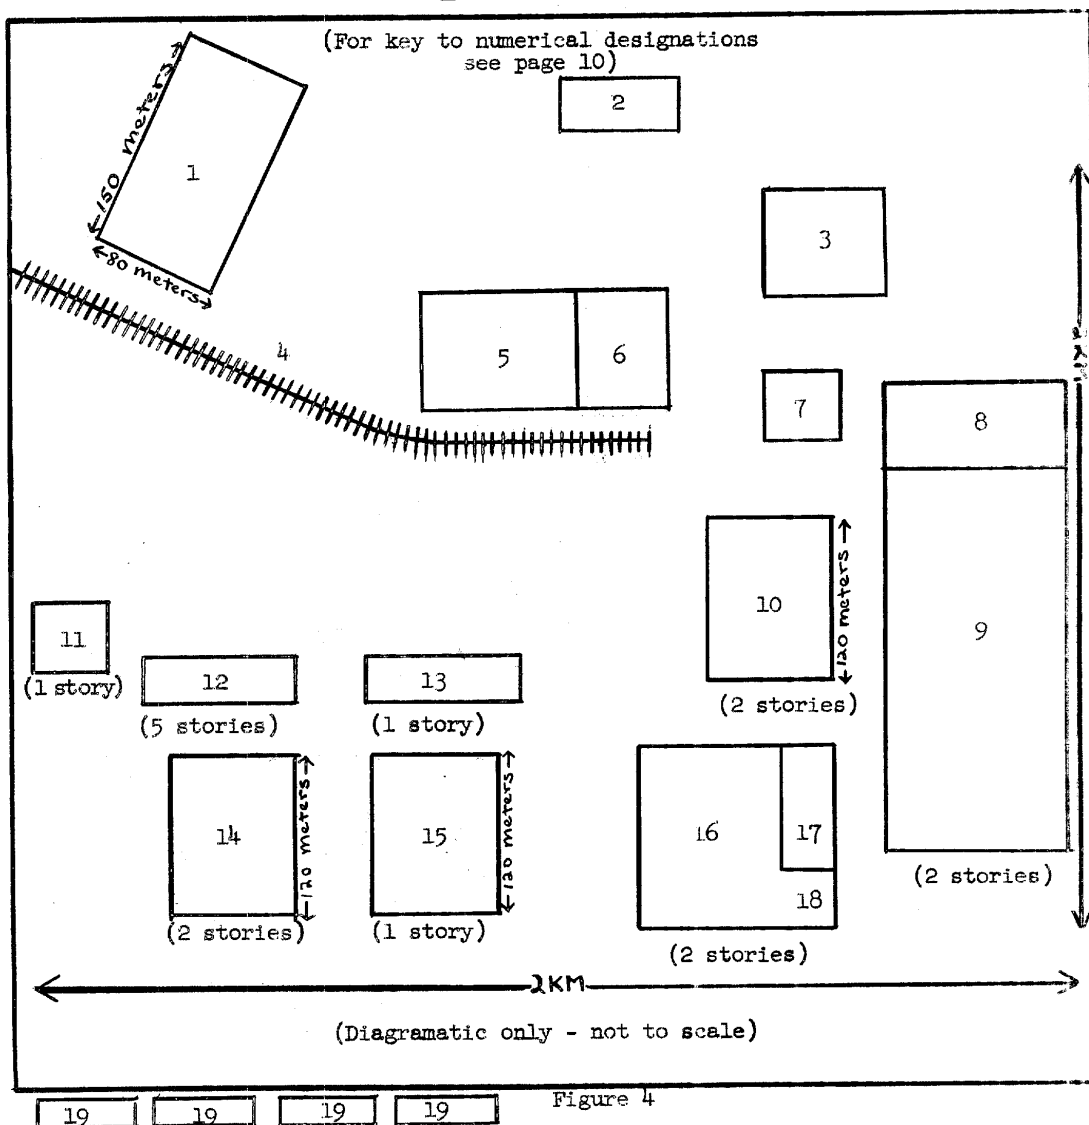 (For key to numerical designations
see page 10)
150 meters
1
80 meters
2
3
4
5
6
7
8
9
10
120 meters
(2 stories)
11
(1 story)
12
(5 stories)
13
(1 story)
14
120 meters
(2 stories)
15
120 meters
(1 story)
16
17
18
(2 stories)
(2 stories)
2KM
(Diagramatic only - not to scale)
Figure 4
19
19
19
19